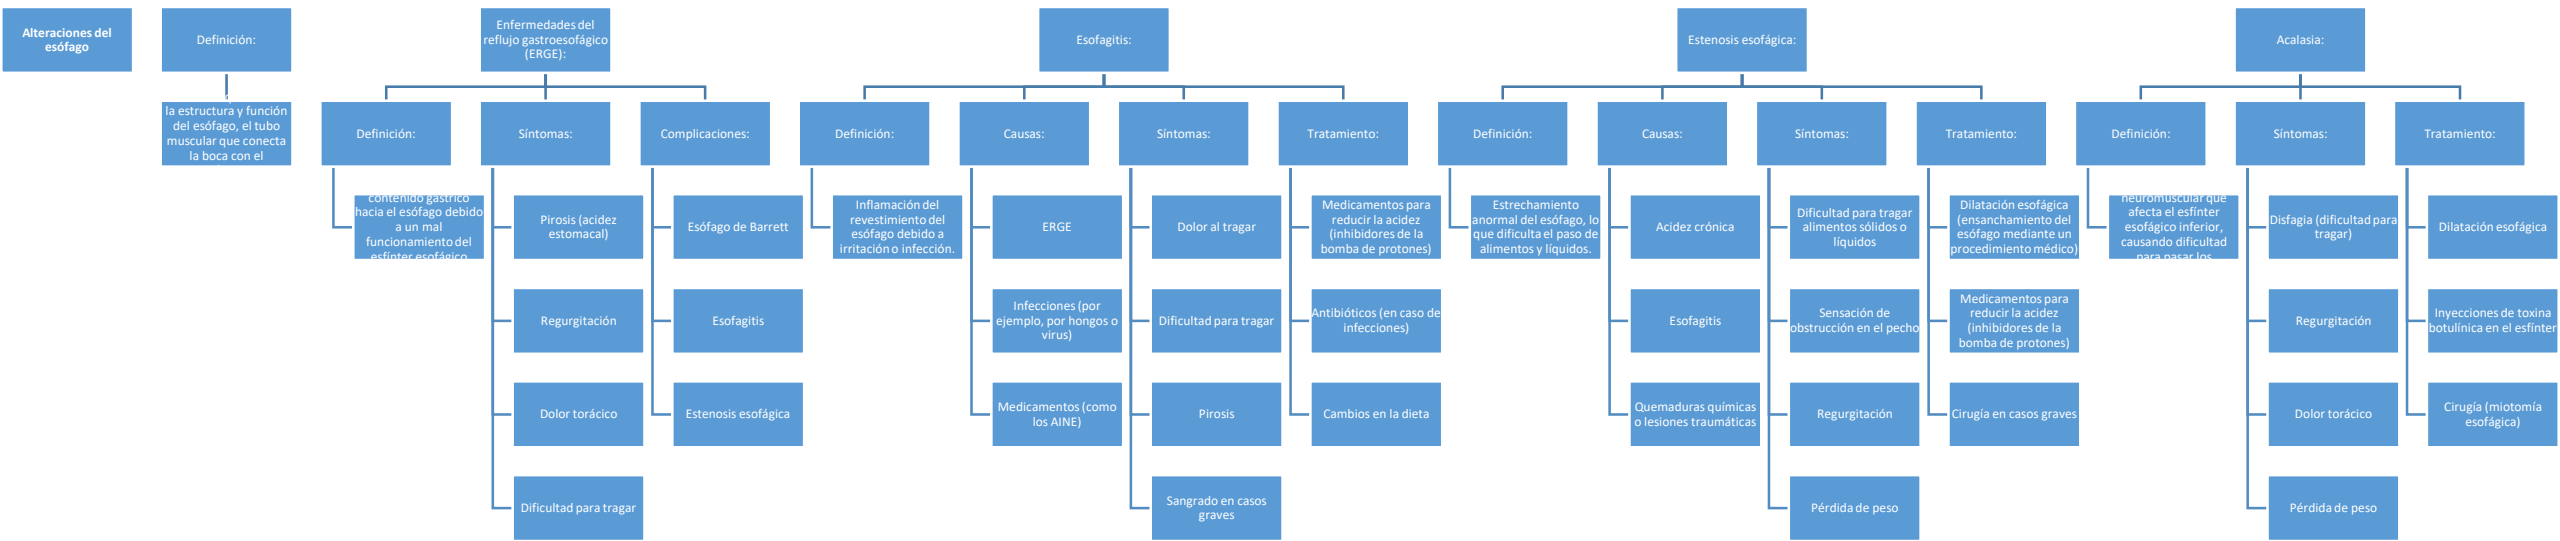 Alteraciones del
esófago
Definición:
la estructura y función
del esófago, el tubo
muscular que conecta
la boca con el
Enfermedades del
reflujo gastroesofágico
(ERGE):
Definición:
contenido gástrico
hacia el esófago debido
a un mal
funcionamiento del
esfínter esofágico
Síntomas:
Pirosis (acidez
estomacal)
Regurgitación
Dolor torácico
Dificultad para tragar
Complicaciones:
Esófago de Barrett
Esofagitis
Estenosis esofágica
Esofagitis:
Definición:
Inflamación del
revestimiento del
esófago debido a
irritación o infección.
Causas:
ERGE
Infecciones (por
ejemplo, por hongos o
virus)
Medicamentos (como
los AINE)
Síntomas:
Dolor al tragar
Dificultad para tragar
Pirosis
Sangrado en casos
graves
Tratamiento:
Medicamentos para
reducir la acidez
(inhibidores de la
bomba de protones)
Antibióticos (en caso de
infecciones)
Cambios en la dieta
Estenosis esofágica:
Definición:
Estrechamiento
anormal del esófago, lo
que dificulta el paso de
alimentos y líquidos.
Causas:
Acidez crónica
Esofagitis
Quemaduras químicas
o lesiones traumáticas
Síntomas:
Dificultad para tragar
alimentos sólidos o
líquidos
Sensación de
obstrucción en el pecho
Regurgitación
Pérdida de peso
Tratamiento:
Dilatación esofágica
(ensanchamiento del
esófago mediante un
procedimiento médico)
Medicamentos para
reducir la acidez
(inhibidores de la
bomba de protones)
Cirugía en casos graves
Acalasia:
Definición:
neuromuscular que
afecta el esfínter
esofágico inferior,
causando dificultad
para pasar los
Síntomas:
Disfagia (dificultad para
tragar)
Regurgitación
Dolor torácico
Pérdida de peso
Tratamiento:
Dilatación esofágica
Inyecciones de toxina
botulínica en el esfínter
Cirugía (miotomía
esofágica)